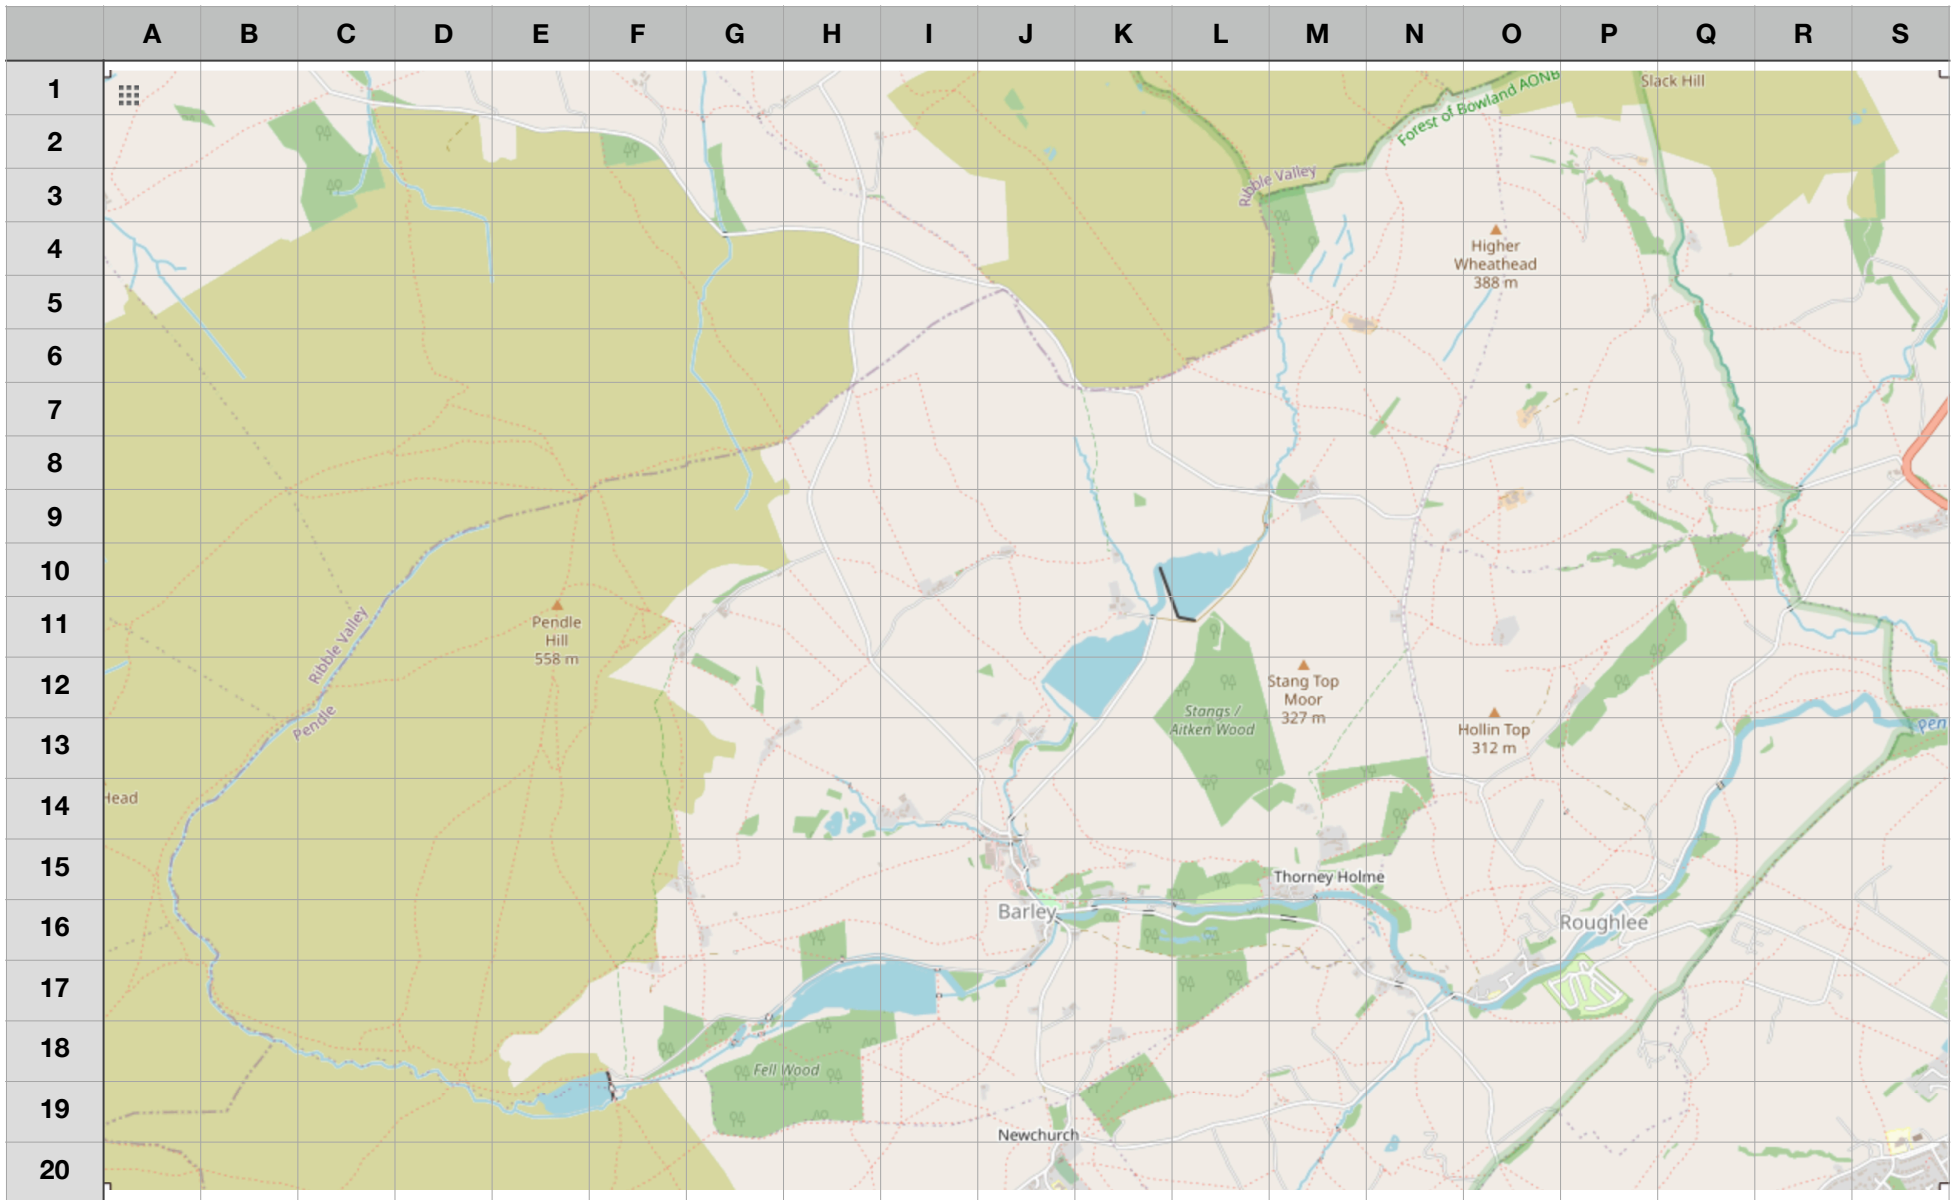 A B C D E F G H I J K L M N O P Q R S
1
Slack Hill
Forest of Bowland AONB
2
3
Ribble Valley
4
Higher
Wheathead
388 m
5
6
7
8
9
10
11
Pendle
Hill
558 m
Ribble Valley
12
Stang Top
Moor
327 m
Stangs /
Aitken Wood
Pendle
Hollin Top
312 m
Pen
13
14
Head
15
Thorney Holme
16
Barley
Roughlee
17
18
Fell Wood
19
Newchurch
20